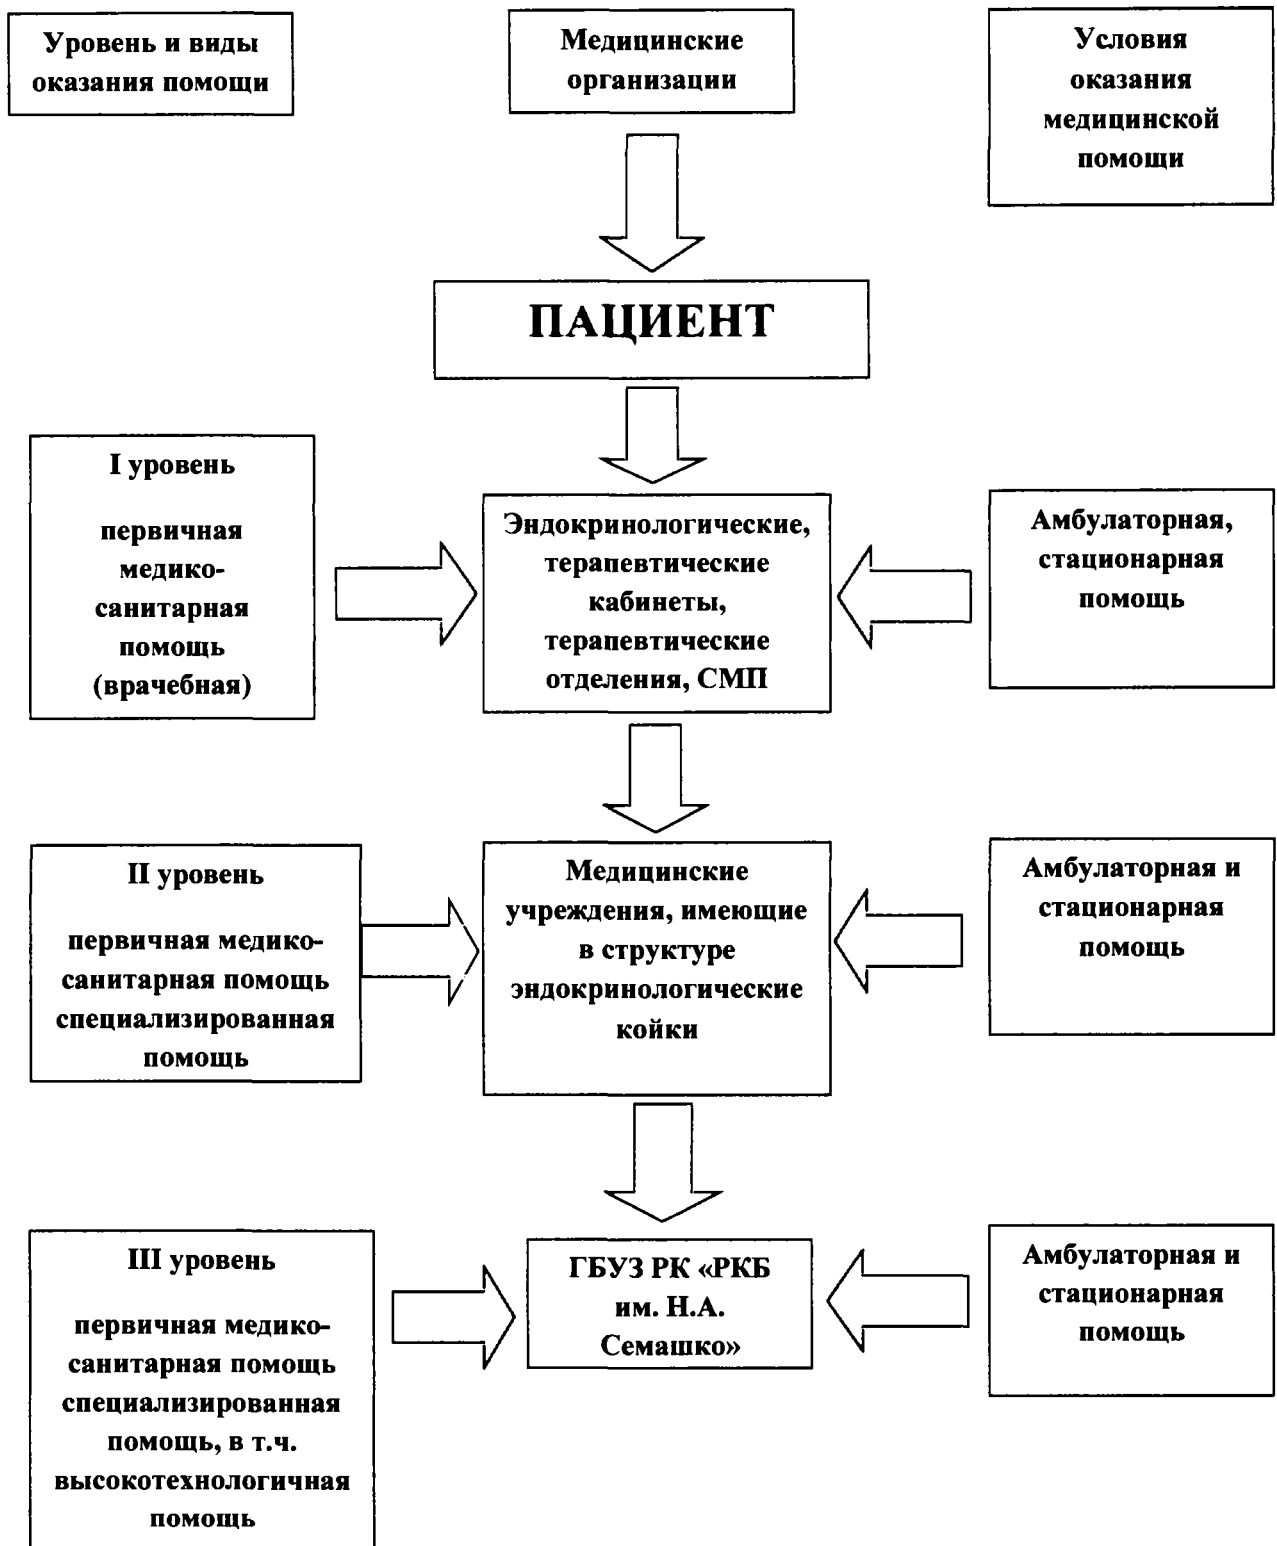 Уровень и виды
оказания помощи
Медицинские
организации
Условия
оказания
медицинской
помощи
ПАЦИЕНТ
I уровень
первичная
медико-
санитарная
помощь
(врачебная)
Эндокринологические,
терапевтические
кабинеты,
терапевтические
отделения, СМП
Амбулаторная,
стационарная
помощь
II уровень
первичная медико-
санитарная помощь
специализированная
помощь
Медицинские
учреждения, имеющие
в структуре
эндокринологические
койки
Амбулаторная и
стационарная
помощь
III уровень
первичная медико-
санитарная помощь
специализированная
помощь, в т.ч.
высокотехнологичная
помощь
ГБУЗ РК «РКБ
им. Н.А.
Семашко»
Амбулаторная и
стационарная
помощь